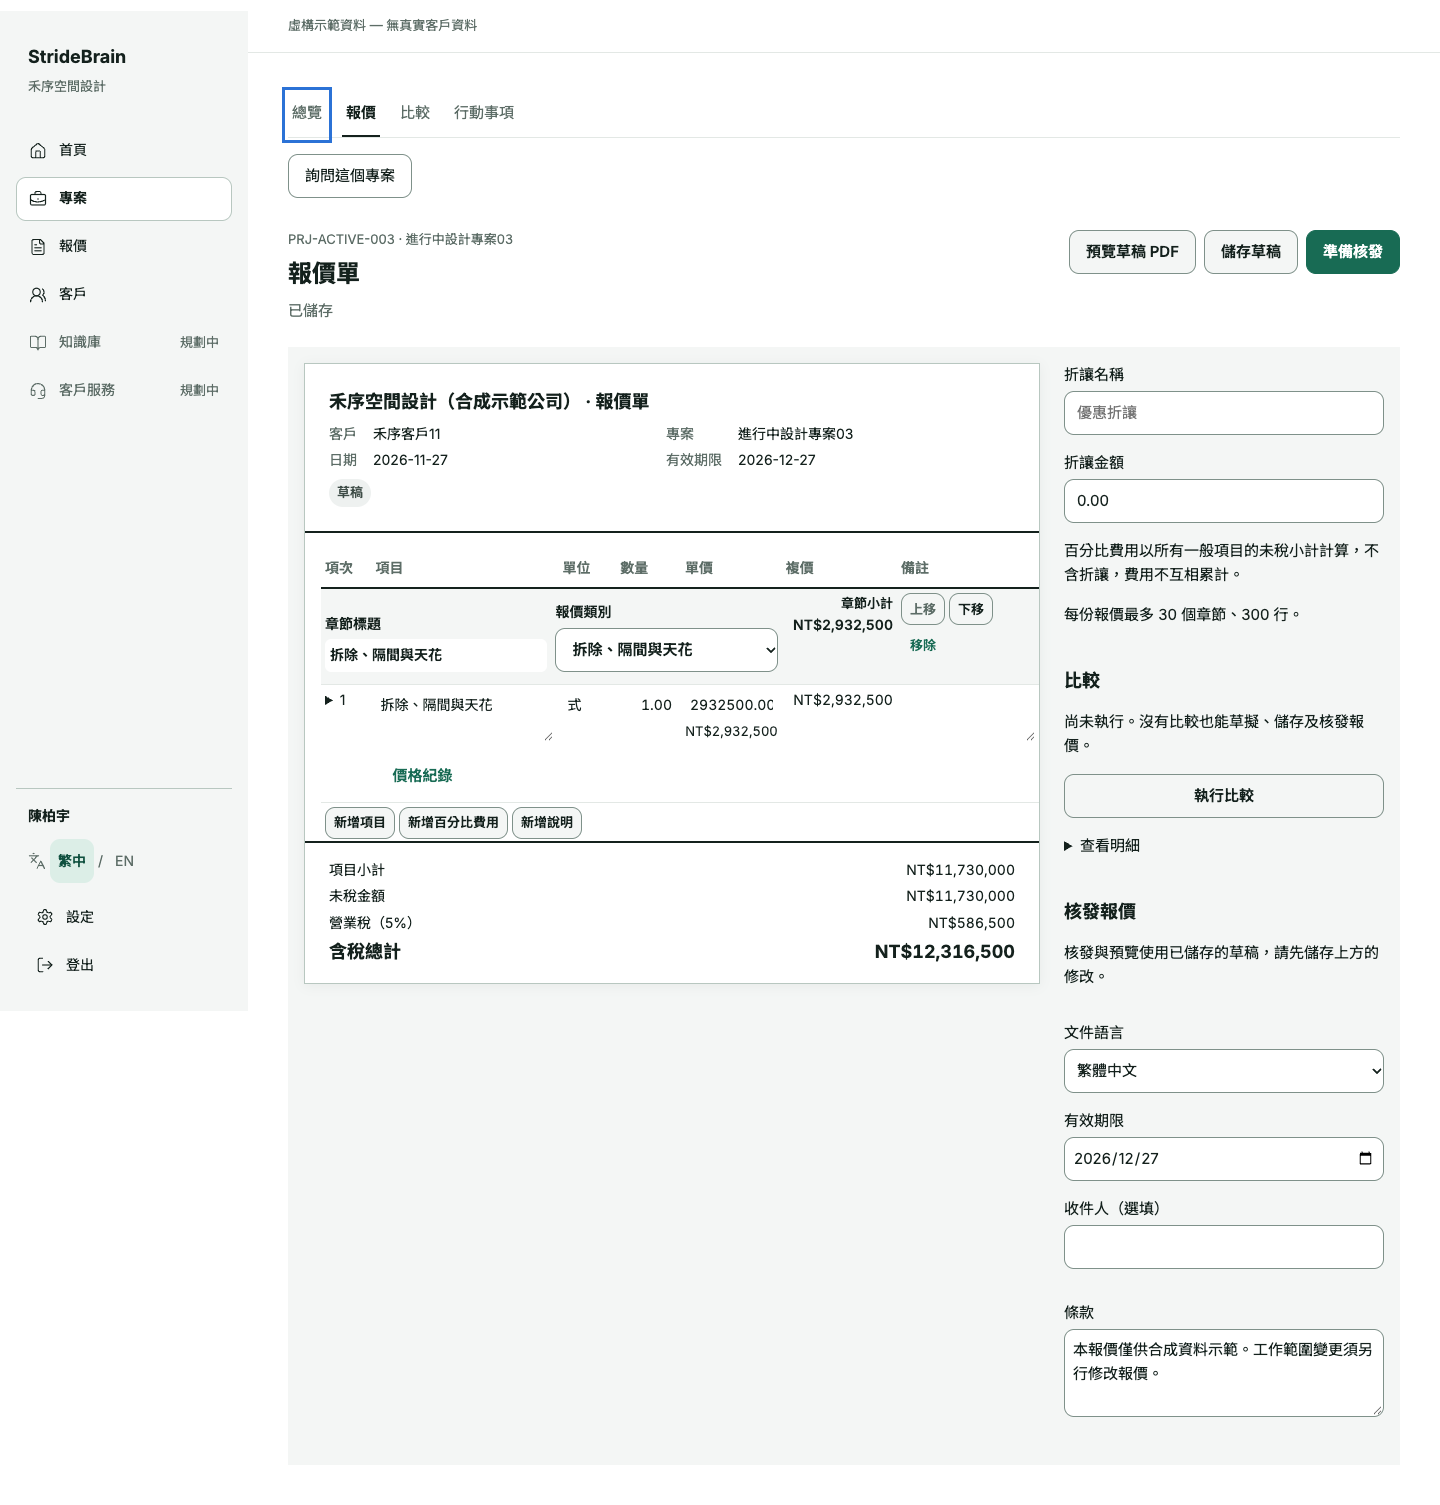 虛構示範資料 — 無真實客戶資料
StrideBrain
禾序空間設計
首頁
專案
報價
客戶
知識庫 規劃中
客戶服務 規劃中
陳柏宇
繁中 / EN
設定
登出
總覽 報價 比較 行動事項
詢問這個專案
PRJ-ACTIVE-003 · 進行中設計專案03
報價單
已儲存
預覽草稿 PDF 儲存草稿 準備核發
禾序空間設計（合成示範公司） · 報價單
客戶 禾序客戶11 專案 進行中設計專案03
日期 2026-11-27 有效期限 2026-12-27
草稿
項次 項目 單位 數量 單價 複價 備註
章節標題 報價類別 章節小計 上移 下移
拆除、隔間與天花 拆除、隔間與天花 NT$2,932,500 移除
1 拆除、隔間與天花 式 1.00 2932500.00 NT$2,932,500
NT$2,932,500
價格紀錄
新增項目 新增百分比費用 新增說明
項目小計 NT$11,730,000
未稅金額 NT$11,730,000
營業稅（5%） NT$586,500
含稅總計 NT$12,316,500
折讓名稱
優惠折讓
折讓金額
0.00
百分比費用以所有一般項目的未稅小計計算，不
含折讓，費用不互相累計。
每份報價最多 30 個章節、300 行。
比較
尚未執行。沒有比較也能草擬、儲存及核發報
價。
執行比較
查看明細
核發報價
核發與預覽使用已儲存的草稿，請先儲存上方的
修改。
文件語言
繁體中文
有效期限
2026/12/27
收件人（選填）
條款
本報價僅供合成資料示範。工作範圍變更須另
行修改報價。